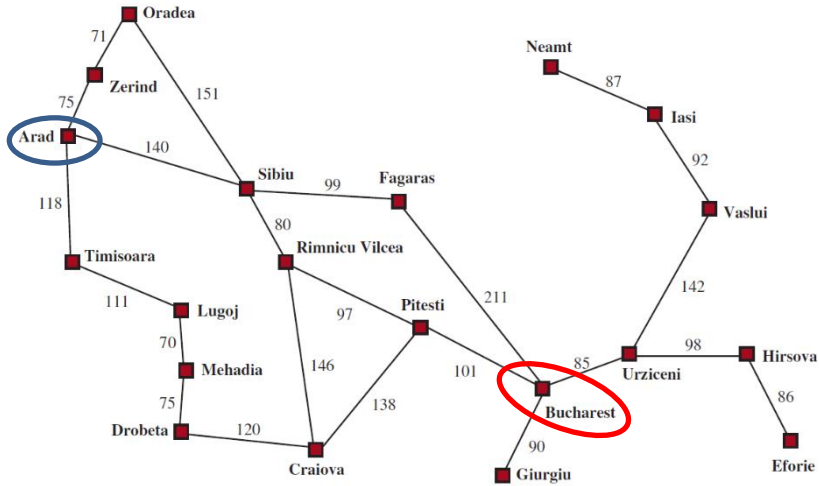 Oradea
71
Neamt
87
Zerind
151
75
Iasi
Arad
140
92
Sibiu
99
Fagaras
118
80
Vaslui
Timisoara
Rimnicu Vilcea
111
142
Lugoj
97
Pitesti
211
70
98
Hirsova
Mehadia
146
101
85
Urziceni
75
138
86
Bucharest
Drobeta
120
90
Craiova
Giurgiu
Eforie